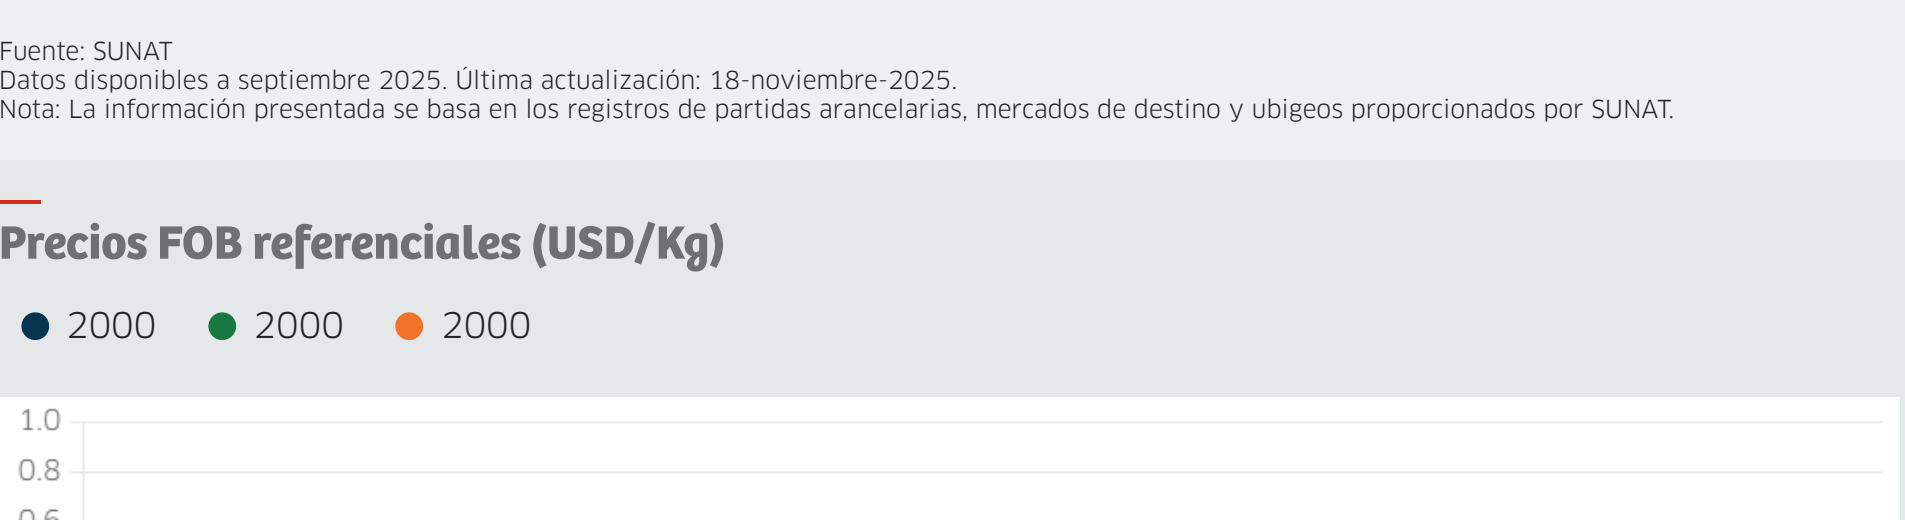 Fuente: SUNAT
Datos disponibles a septiembre 2025. Última actualización: 18-noviembre-2025.
Nota: La información presentada se basa en los registros de partidas arancelarias, mercados de destino y ubigeos proporcionados por SUNAT.
Precios FOB referenciales (USD/Kg)
2000 2000 2000
1.0
0.8
0.6